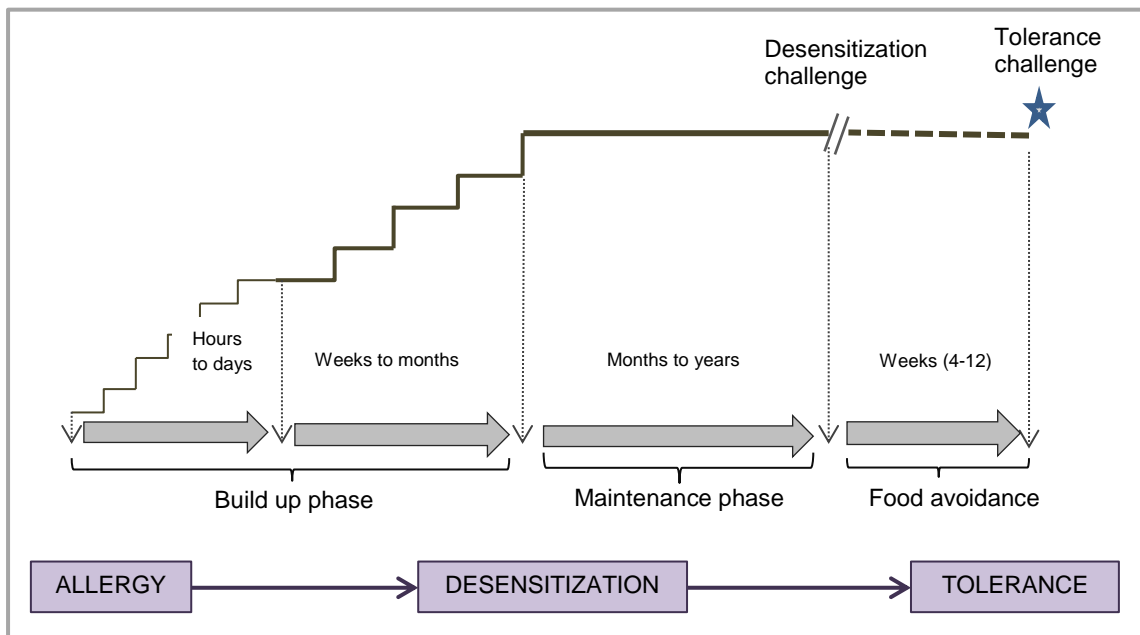 Desensitization
challenge
Tolerance
challenge
Hours
to days
Weeks to months
Months to years
Weeks (4-12)
Build up phase
Maintenance phase
Food avoidance
ALLERGY
DESENSITIZATION
TOLERANCE